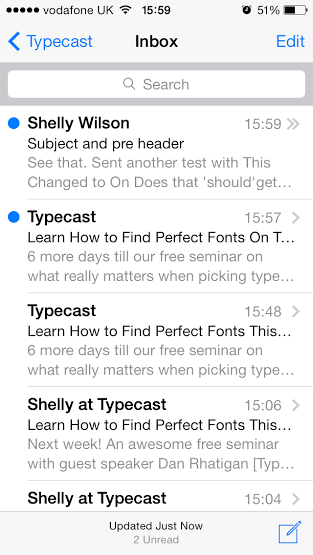 vodafone UK 15:59 51%
Typecast Inbox Edit
Search
Shelly Wilson 15:59
Subject and pre header
See that. Sent another test with This
Changed to On Does that 'should'get…
Typecast 15:57
Learn How to Find Perfect Fonts On T…
6 more days till our free seminar on
what really matters when picking type…
Typecast 15:48
Learn How to Find Perfect Fonts This…
6 more days till our free seminar on
what really matters when picking type…
Shelly at Typecast 15:06
Learn How to Find Perfect Fonts This…
Next week! An awesome free seminar
with guest speaker Dan Rhatigan [Typ…
Shelly at Typecast 15:04
Updated Just Now
2 Unread